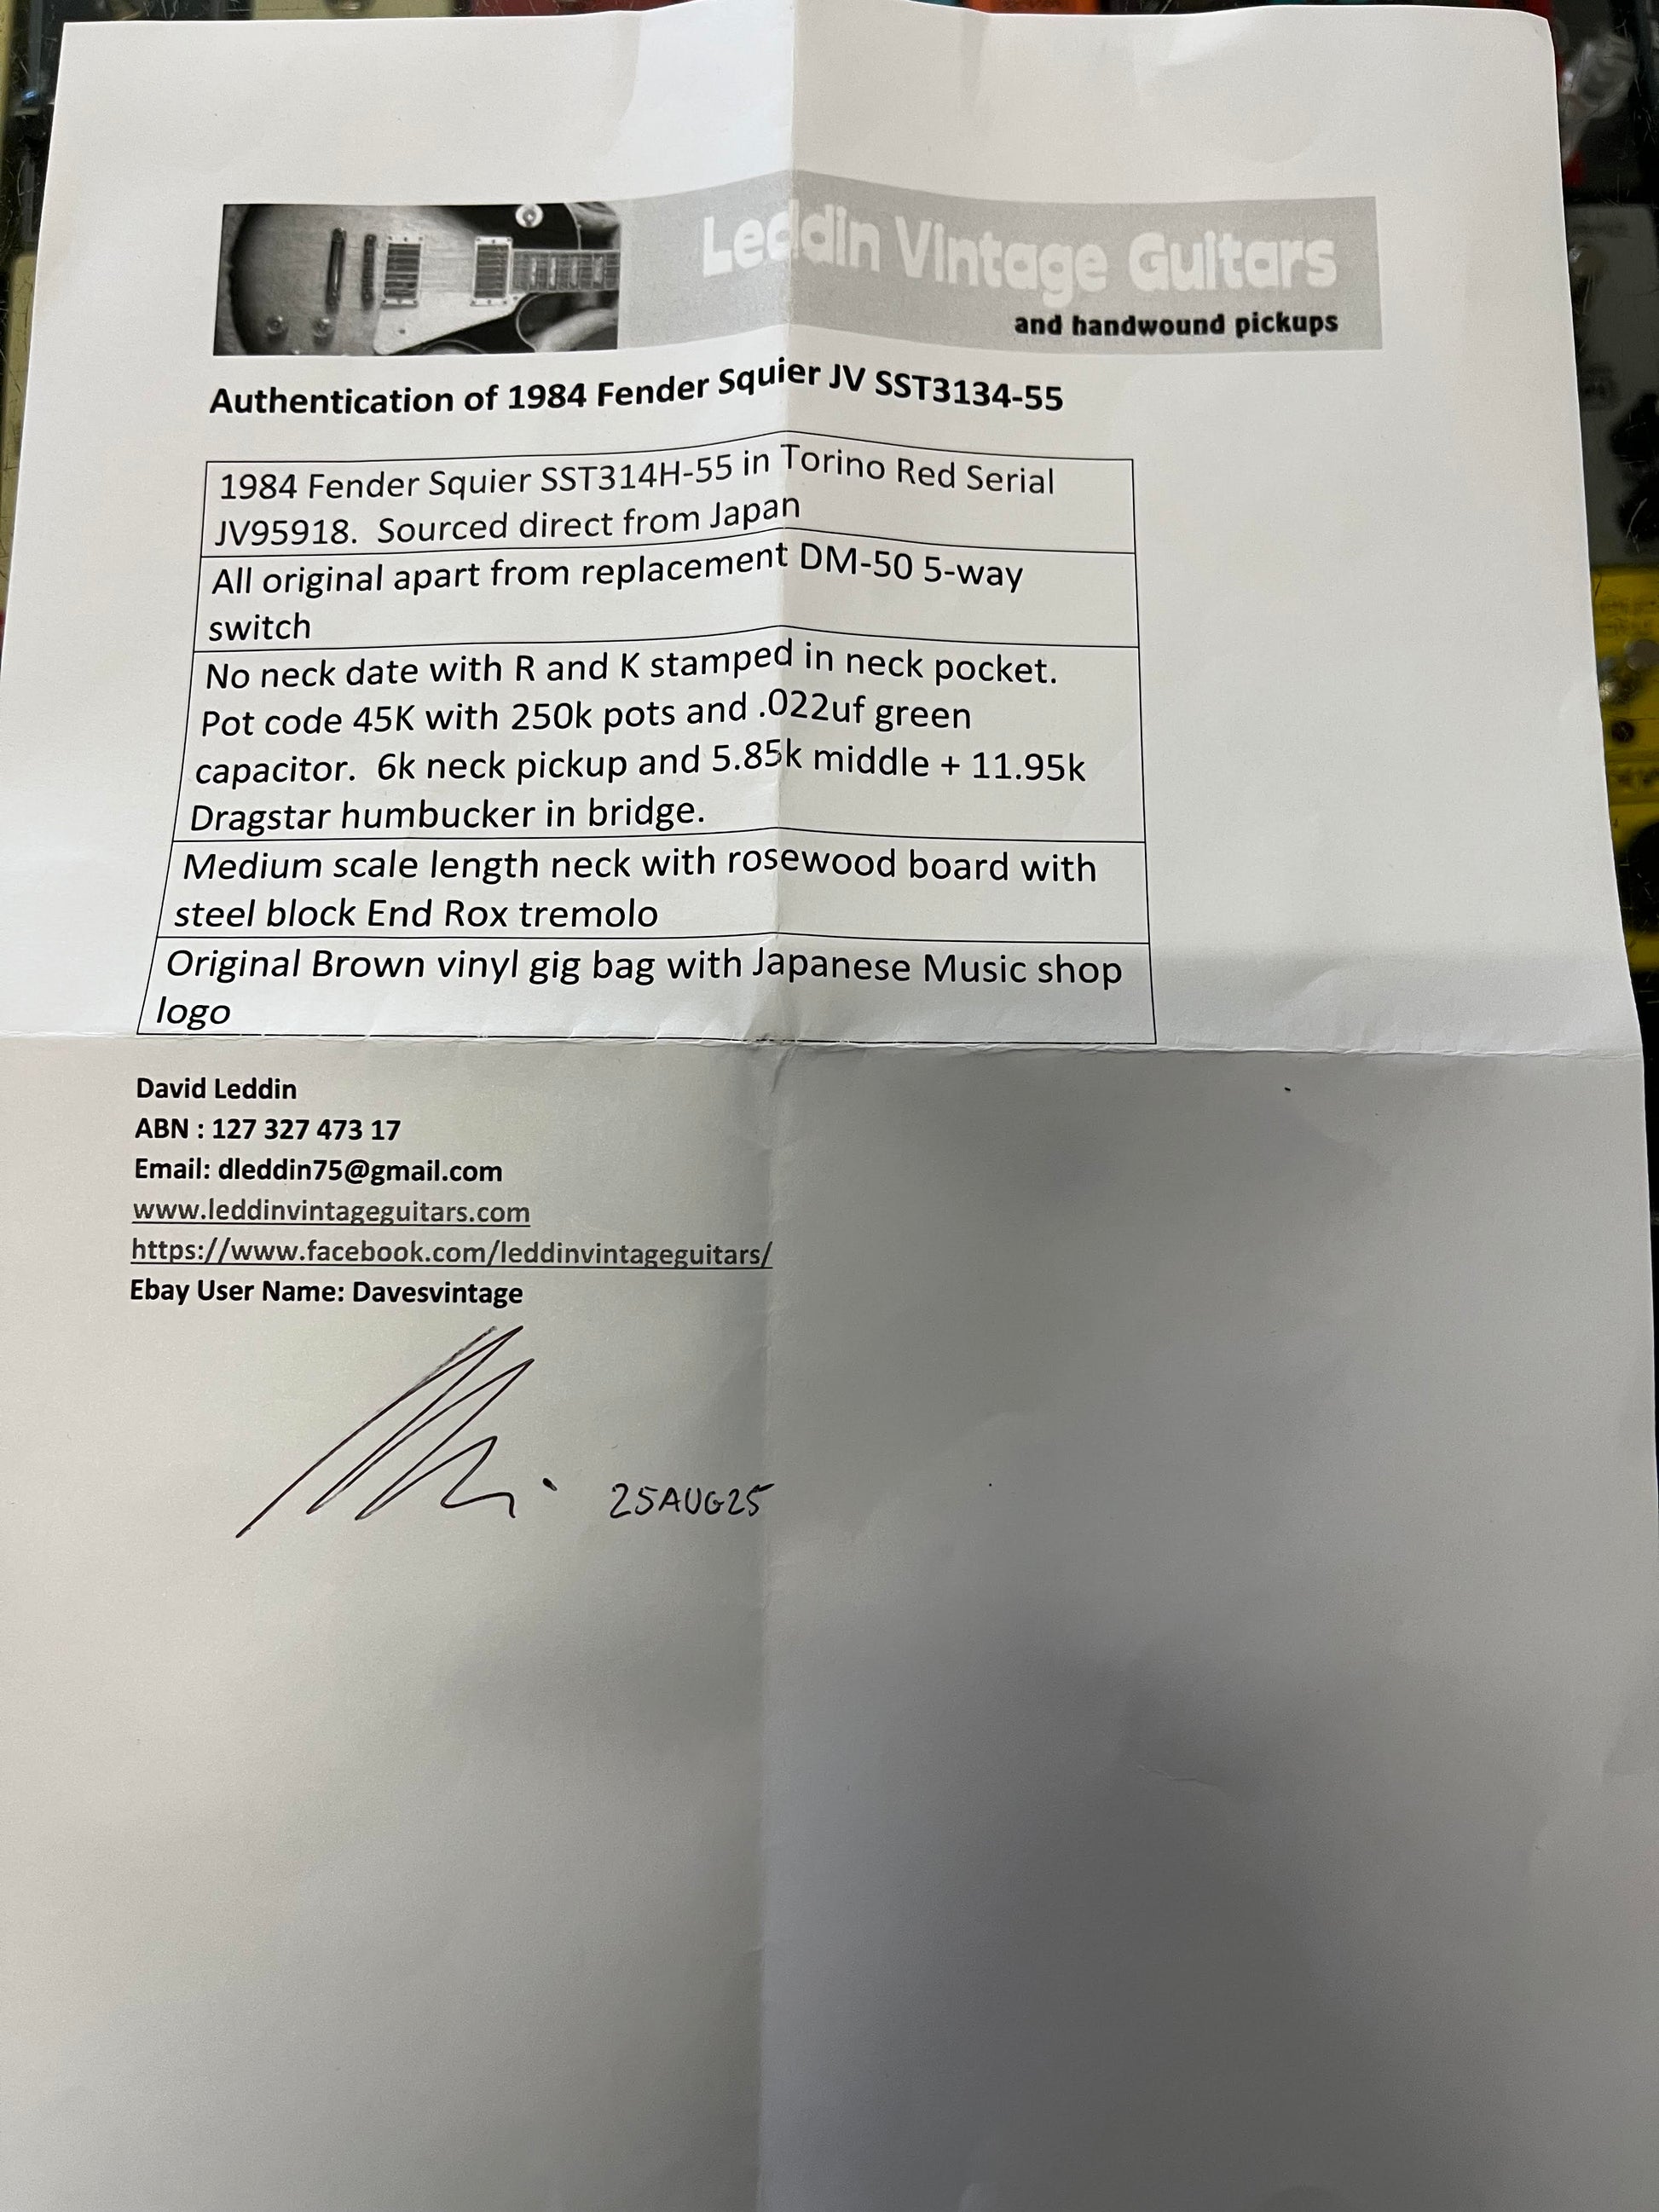 Leddin Vintage Guitars
and handwound pickups
Authentication of 1984 Fender Squier JV SST3134-55
1984 Fender Squier SST314H-55 in Torino Red Serial
JV95918.  Sourced direct from Japan
All original apart from replacement DM-50 5-way
switch
No neck date with R and K stamped in neck pocket.
Pot code 45K with 250k pots and .022uf green
capacitor.  6k neck pickup and 5.85k middle + 11.95k
Dragstar humbucker in bridge.
Medium scale length neck with rosewood board with
steel block End Rox tremolo
Original Brown vinyl gig bag with Japanese Music shop
logo
David Leddin
ABN : 127 327 473 17
Email: dleddin75@gmail.com
www.leddinvintageguitars.com
https://www.facebook.com/leddinvintageguitars/
Ebay User Name: Davesvintage
25AUG25